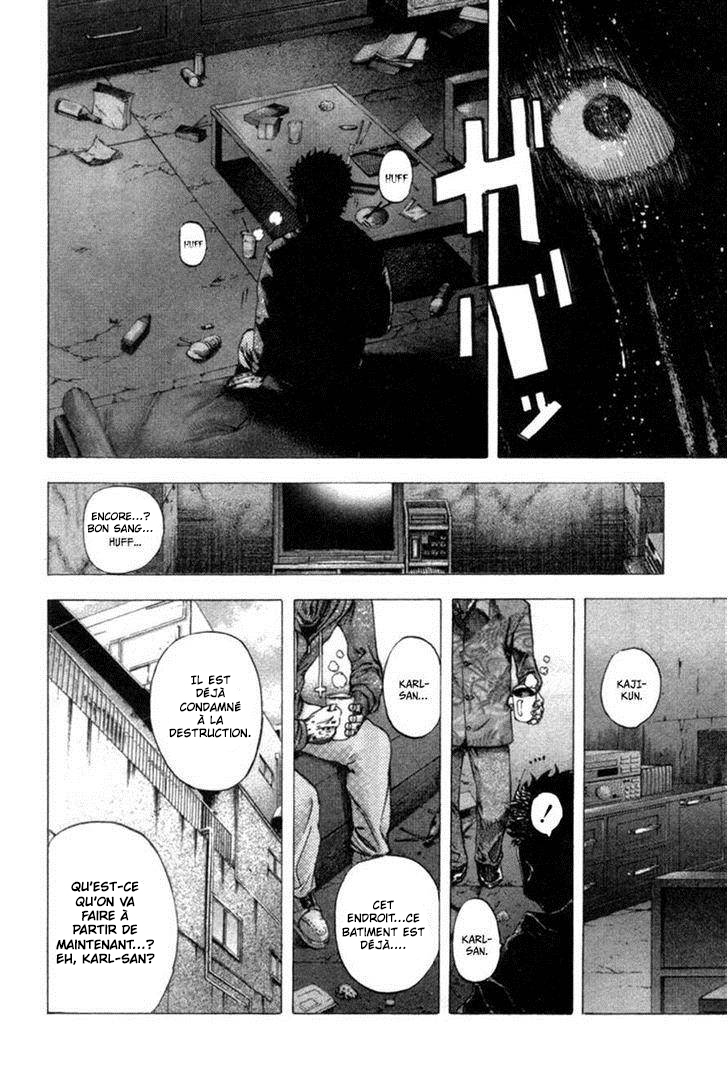 HUFF
HUFF
ENCORE...?
BON SANG...
HUFF...
KAJI-
KUN.
!
KARL-
SAN.
KARL-
SAN...
CET
ENDROIT...CE
BATIMENT EST
DÉJÀ....
IL EST
DÉJÀ
CONDAMNÉ
À LA
DESTRUCTION.
QU'EST-CE
QU'ON VA
FAIRE À
PARTIR DE
MAINTENANT...?
EH, KARL-SAN?